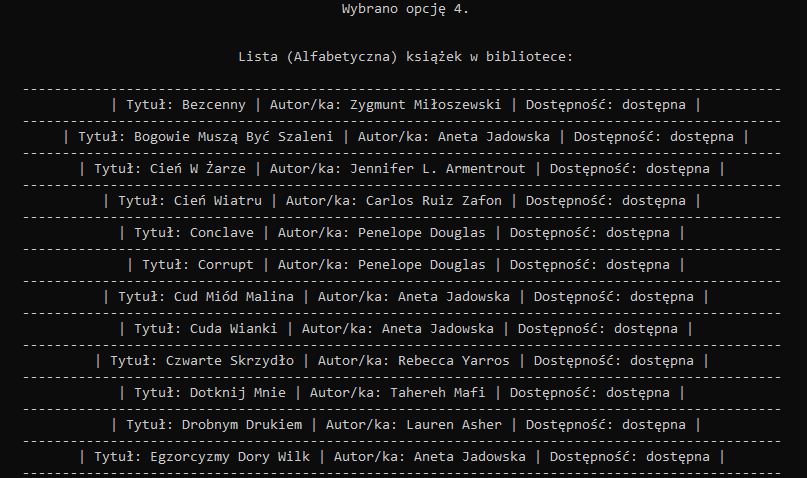 Wybrano opcję 4.
Lista (Alfabetyczna) książek w bibliotece:
-----------------------------------------------------------------------------------------------
| Tytuł: Bezcenny | Autor/ka: Zygmunt Miłoszewski | Dostępność: dostępna |
-----------------------------------------------------------------------------------------------
| Tytuł: Bogowie Muszą Być Szaleni | Autor/ka: Aneta Jadowska | Dostępność: dostępna |
-----------------------------------------------------------------------------------------------
| Tytuł: Cień W Żarze | Autor/ka: Jennifer L. Armentrout | Dostępność: dostępna |
-----------------------------------------------------------------------------------------------
| Tytuł: Cień Wiatru | Autor/ka: Carlos Ruiz Zafon | Dostępność: dostępna |
-----------------------------------------------------------------------------------------------
| Tytuł: Conclave | Autor/ka: Penelope Douglas | Dostępność: dostępna |
-----------------------------------------------------------------------------------------------
| Tytuł: Corrupt | Autor/ka: Penelope Douglas | Dostępność: dostępna |
-----------------------------------------------------------------------------------------------
| Tytuł: Cud Miód Malina | Autor/ka: Aneta Jadowska | Dostępność: dostępna |
-----------------------------------------------------------------------------------------------
| Tytuł: Cuda Wianki | Autor/ka: Aneta Jadowska | Dostępność: dostępna |
-----------------------------------------------------------------------------------------------
| Tytuł: Czwarte Skrzydło | Autor/ka: Rebecca Yarros | Dostępność: dostępna |
-----------------------------------------------------------------------------------------------
| Tytuł: Dotknij Mnie | Autor/ka: Tahereh Mafi | Dostępność: dostępna |
-----------------------------------------------------------------------------------------------
| Tytuł: Drobnym Drukiem | Autor/ka: Lauren Asher | Dostępność: dostępna |
-----------------------------------------------------------------------------------------------
| Tytuł: Egzorcyzmy Dory Wilk | Autor/ka: Aneta Jadowska | Dostępność: dostępna |
-----------------------------------------------------------------------------------------------